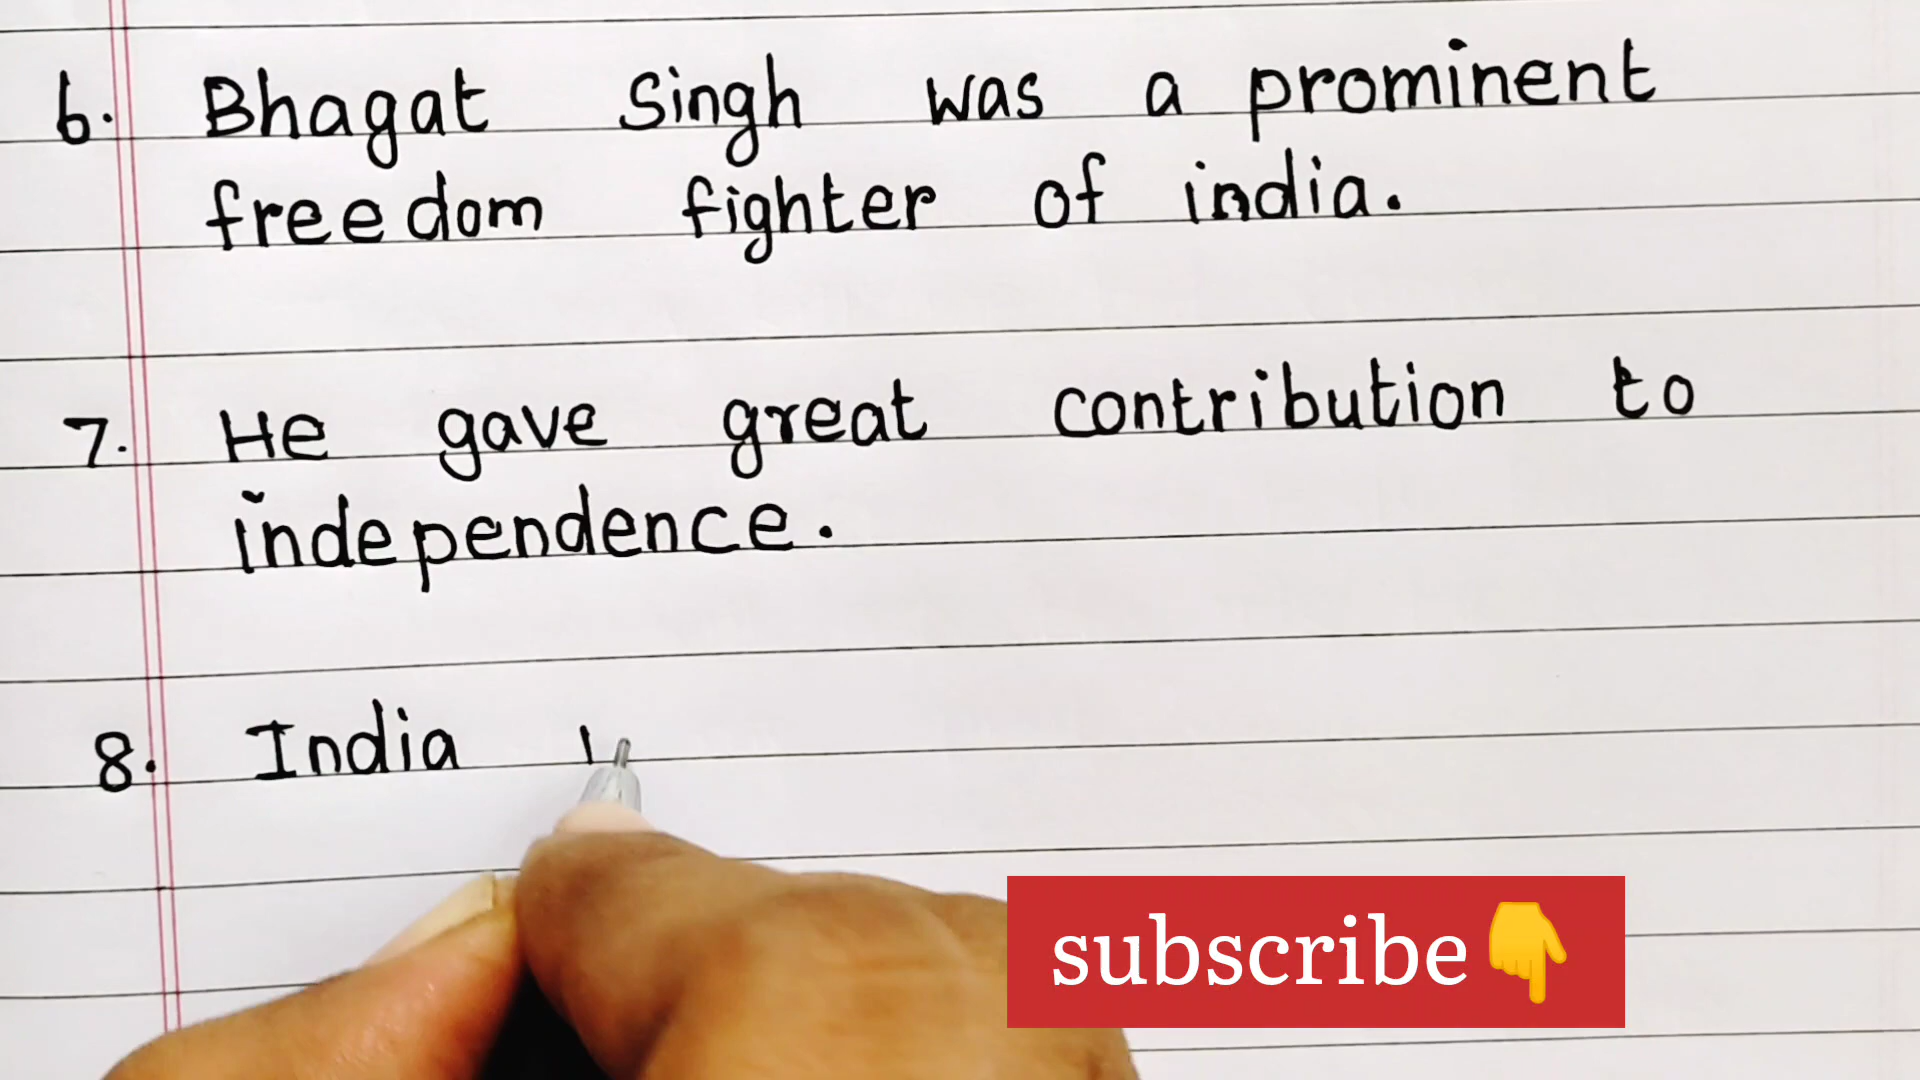 6. Bhagat Singh was a prominent
freedom fighter of india.
7. He gave great contribution to
independence.
8. India
subscribe👇